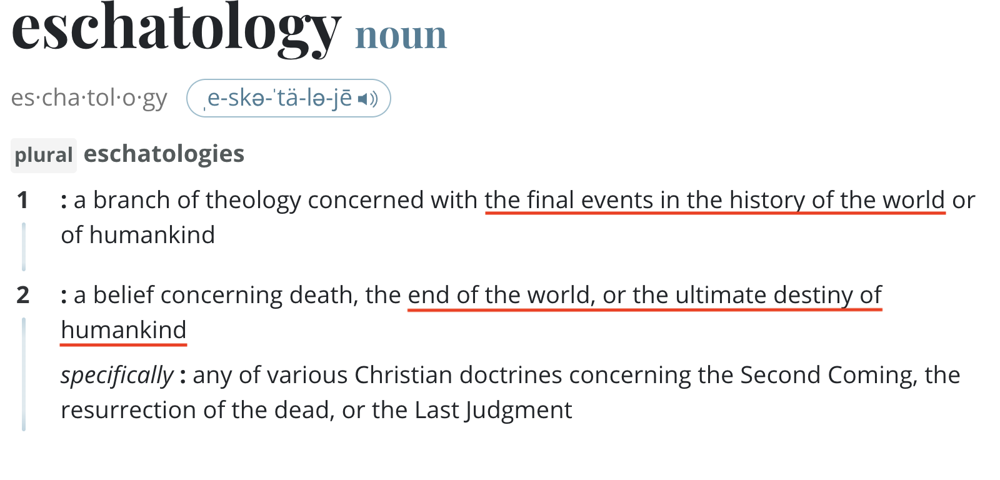 eschatology noun
es·cha·tol·o·gy ˌe-skə-ˈtä-lə-jē
plural eschatologies
1 : a branch of theology concerned with the final events in the history of the world or
of humankind
2 : a belief concerning death, the end of the world, or the ultimate destiny of
humankind
specifically : any of various Christian doctrines concerning the Second Coming, the
resurrection of the dead, or the Last Judgment